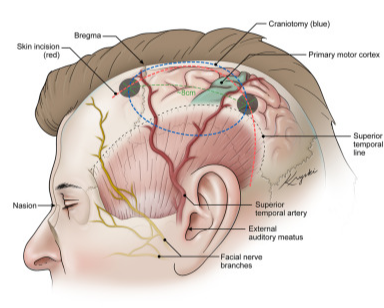 Craniotomy (blue)
Bregma
Skin incision
(red)
Primary motor cortex
8cm
Superior
temporal
line
Nasion
Superior
temporal artery
External
auditory meatus
Facial nerve
branches